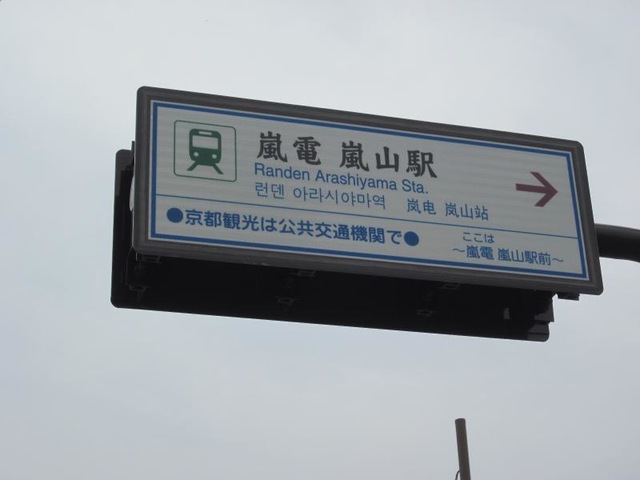 嵐電 嵐山駅
Randen Arashiyama Sta.
런덴 아라시야마역 岚电 岚山站
●京都観光は公共交通機関で●
ここは
~嵐電 嵐山駅前~